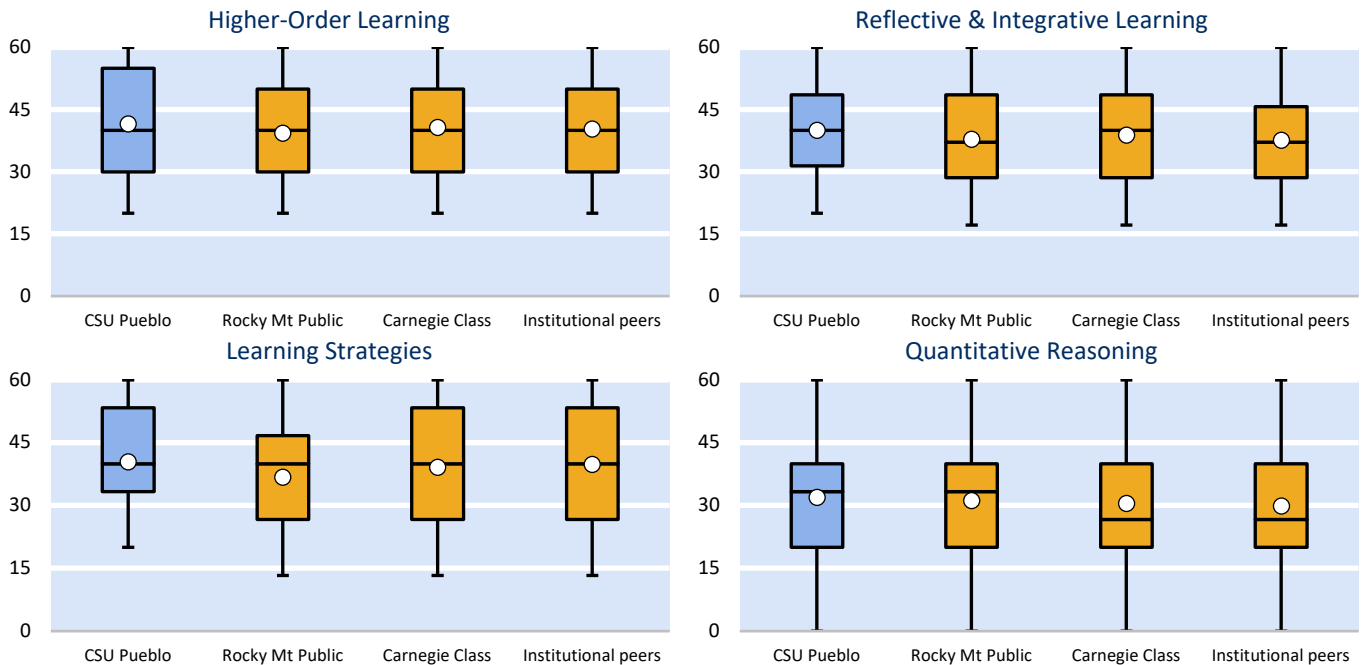 Higher-Order Learning
60
45
30
15
0
CSU Pueblo Rocky Mt Public Carnegie Class Institutional peers
Reflective & Integrative Learning
60
45
30
15
0
CSU Pueblo Rocky Mt Public Carnegie Class Institutional peers
Learning Strategies
60
45
30
15
0
CSU Pueblo Rocky Mt Public Carnegie Class Institutional peers
Quantitative Reasoning
60
45
30
15
0
CSU Pueblo Rocky Mt Public Carnegie Class Institutional peers